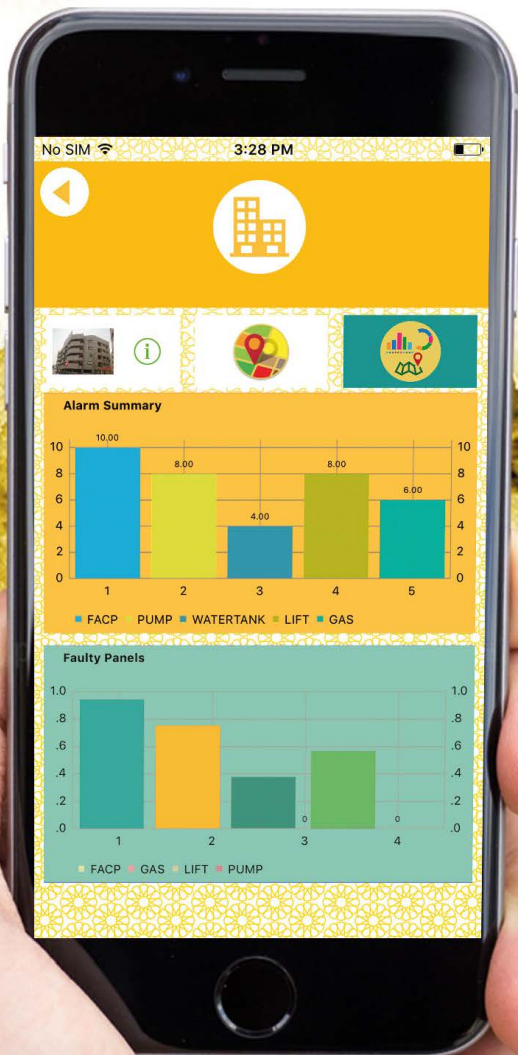 No SIM 3:28 PM
i
Alarm Summary
10.00
8.00
8.00
4.00
6.00
10 10
8 8
6 6
4 4
2 2
0 0
1 2 3 4 5
FACP PUMP WATERTANK LIFT GAS
Faulty Panels
1.0 1.0
.8 .8
.6 .6
.4 .4
.2 .2
0 0
.0 .0
1 2 3 4
FACP GAS LIFT PUMP